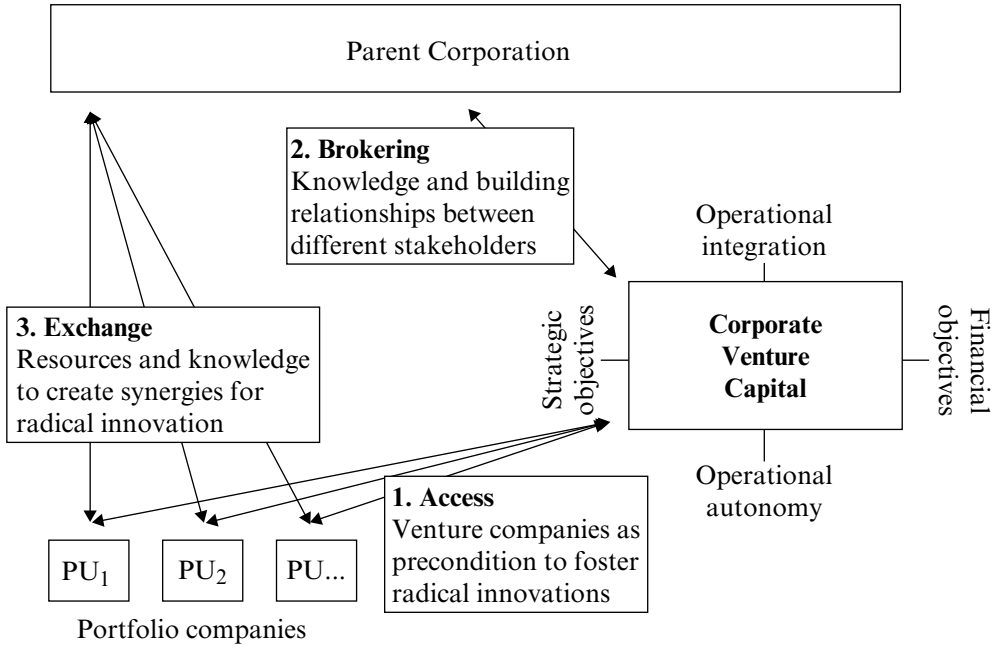 Parent Corporation
2. Brokering
Knowledge and building
relationships between
different stakeholders
Operational
integration
3. Exchange
Resources and knowledge
to create synergies for
radical innovation
Strategic
objectives
Corporate
Venture
Capital
Financial
objectives
Operational
autonomy
1. Access
Venture companies as
precondition to foster
radical innovations
PU₁
PU₂
PU...
Portfolio companies